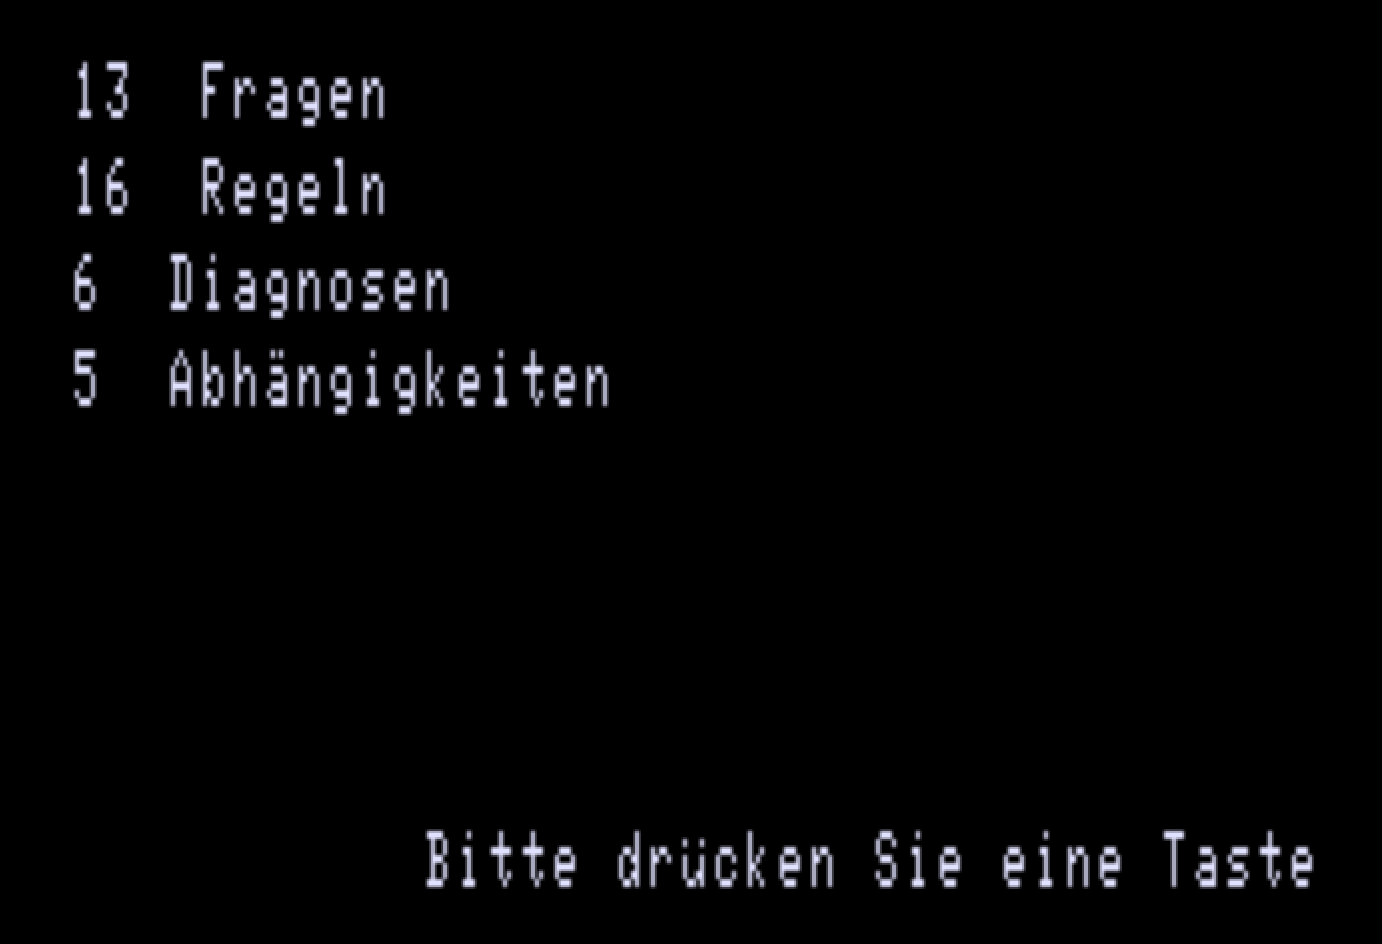 13  Fragen
16  Regeln
6  Diagnosen
5  Abhängigkeiten
Bitte drücken Sie eine Taste